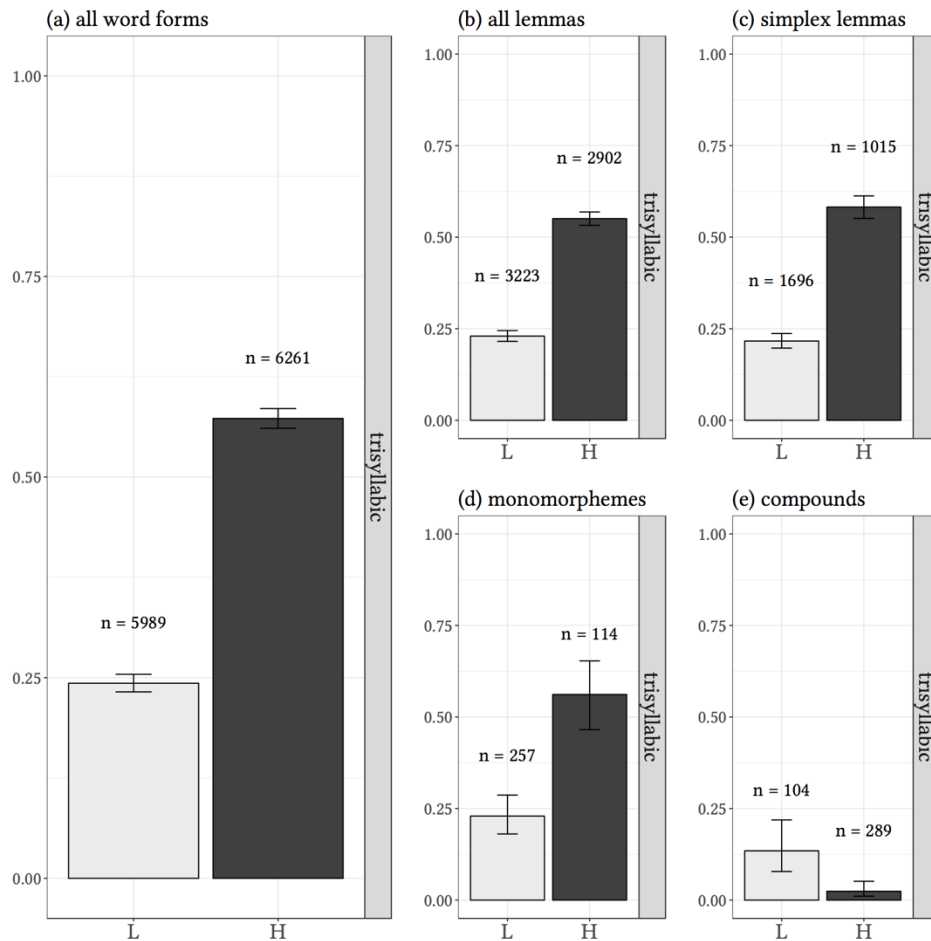 (a) all word forms
1.00
0.75
0.50
0.25
0.00
n = 5989
n = 6261
L
H
trisyllabic
(b) all lemmas
1.00
0.75
0.50
0.25
0.00
n = 3223
n = 2902
L
H
trisyllabic
(c) simplex lemmas
1.00
0.75
0.50
0.25
0.00
n = 1696
n = 1015
L
H
trisyllabic
(d) monomorphemes
1.00
0.75
0.50
0.25
0.00
n = 257
n = 114
L
H
trisyllabic
(e) compounds
1.00
0.75
0.50
0.25
0.00
n = 104
n = 289
L
H
trisyllabic